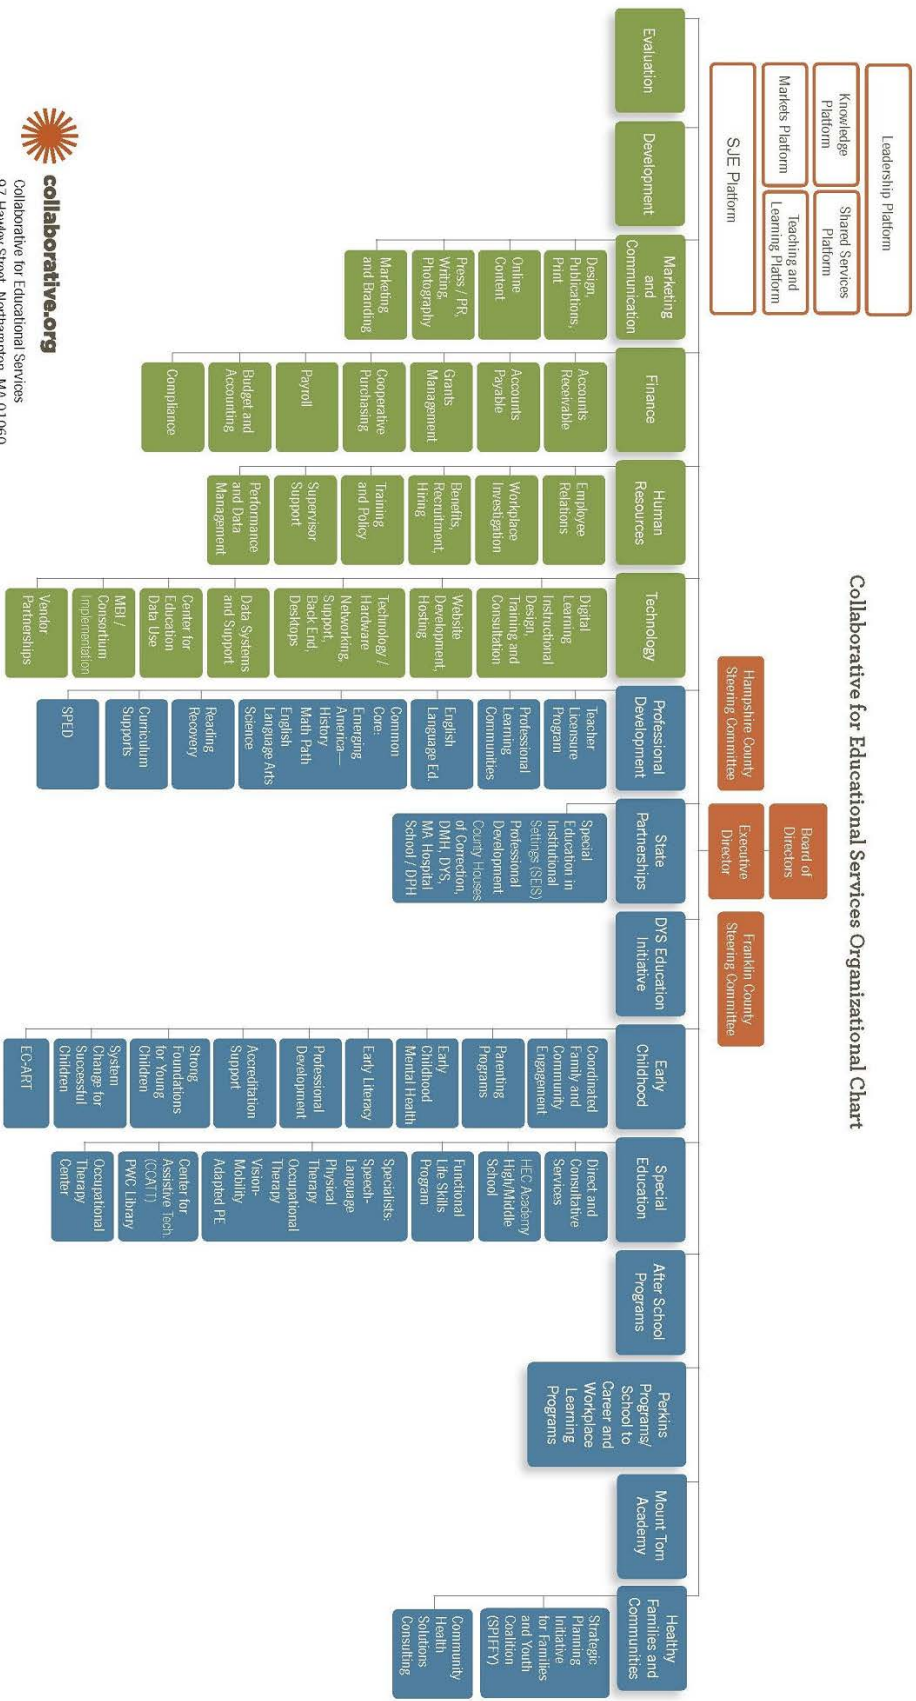 Collaborative for Educational Services Organizational Chart
Leadership Platform
Knowledge
Platform
Shared Services
Platform
Markets Platform
Teaching and
Learning Platform
SJE Platform
Board of
Directors
Hampshire County
Steering Committee
Executive
Director
Franklin County
Steering Committee
Evaluation
Development
Marketing
and
Communication
Design,
Publications,
Print
Online
Content
Press / PR,
Writing,
Photography
Marketing
and Branding
Finance
Accounts
Receivable
Accounts
Payable
Grants
Management
Cooperative
Purchasing
Payroll
Budget and
Accounting
Compliance
Human
Resources
Employee
Relations
Workplace
Investigation
Benefits,
Recruitment,
Hiring
Training
and Policy
Supervisor
Support
Performance
and Data
Management
Technology
Digital
Learning
Instructional
Design,
Training and
Consultation
Website
Development,
Hosting
Technology /
Hardware
Networking,
Support,
Back End,
Desktops
Data Systems
and Support
Center for
Education
Data Use
MBI /
Consortium
Implementation
Vendor
Partnerships
Professional
Development
Teacher
Licensure
Program
Professional
Learning
Communities
English
Language Ed.
Common
Core:
Emerging
America—
History
Math Path
English
Language Arts
Science
Reading
Recovery
Curriculum
Supports
SPED
State
Partnerships
Special
Education in
Institutional
Settings (SEIS)
Professional
Development
County Houses
of Correction,
DMH, DYS,
MA Hospital
School / DPH
DYS Education
Initiative
Early
Childhood
Coordinated
Family and
Community
Engagement
Parenting
Programs
Early
Childhood
Mental Health
Early Literacy
Professional
Development
Accreditation
Support
Strong
Foundations
for Young
Children
System
Change for
Successful
Children
EC-ART
Special
Education
Direct and
Consultative
Services
HEC Academy
High/Middle
School
Functional
Life Skills
Program
Specialists:
Speech-
Language
Physical
Therapy
Occupational
Therapy
Vision-
Mobility
Adapted PE
Center for
Assistive Tech.
(CCATT)
PWC Library
Occupational
Therapy
Center
After School
Programs
Perkins
Programs/
School to
Career and
Workplace
Learning
Programs
Mount Tom
Academy
Healthy
Families and
Communities
Strategic
Planning
Initiative
for Families
and Youth
Coalition
(SPIFFY)
Community
Health
Solutions
Consulting
collaborative.org
Collaborative for Educational Services
97 Hawley Street, Northampton, MA 01060